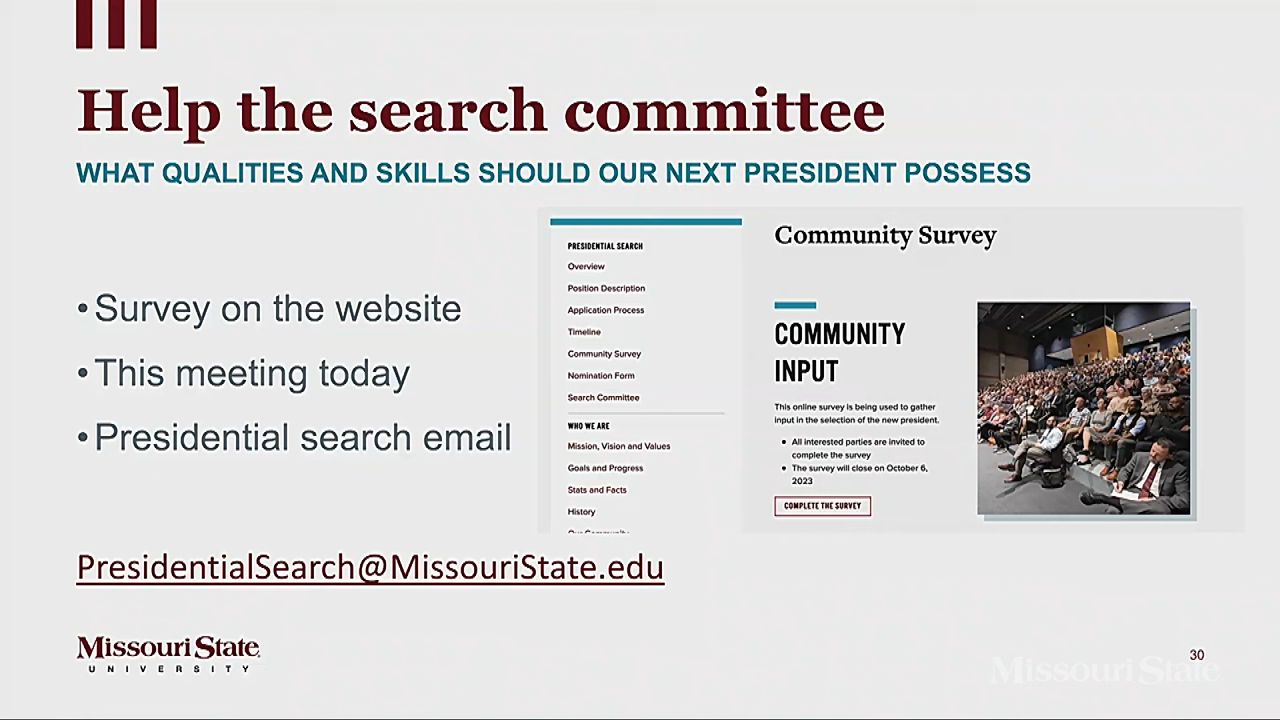 Help the search committee
WHAT QUALITIES AND SKILLS SHOULD OUR NEXT PRESIDENT POSSESS
• Survey on the website
• This meeting today
• Presidential search email
PRESIDENTIAL SEARCH
Overview
Position Description
Application Process
Timeline
Community Survey
Nomination Form
Search Committee
WHO WE ARE
Mission, Vision and Values
Goals and Progress
Stats and Facts
History
Our Community
Community Survey
COMMUNITY
INPUT
This online survey is being used to gather
input in the selection of the new president.
• All interested parties are invited to
complete the survey
• The survey will close on October 6,
2023
COMPLETE THE SURVEY
PresidentialSearch@MissouriState.edu
Missouri State
UNIVERSITY
30
Missouri State